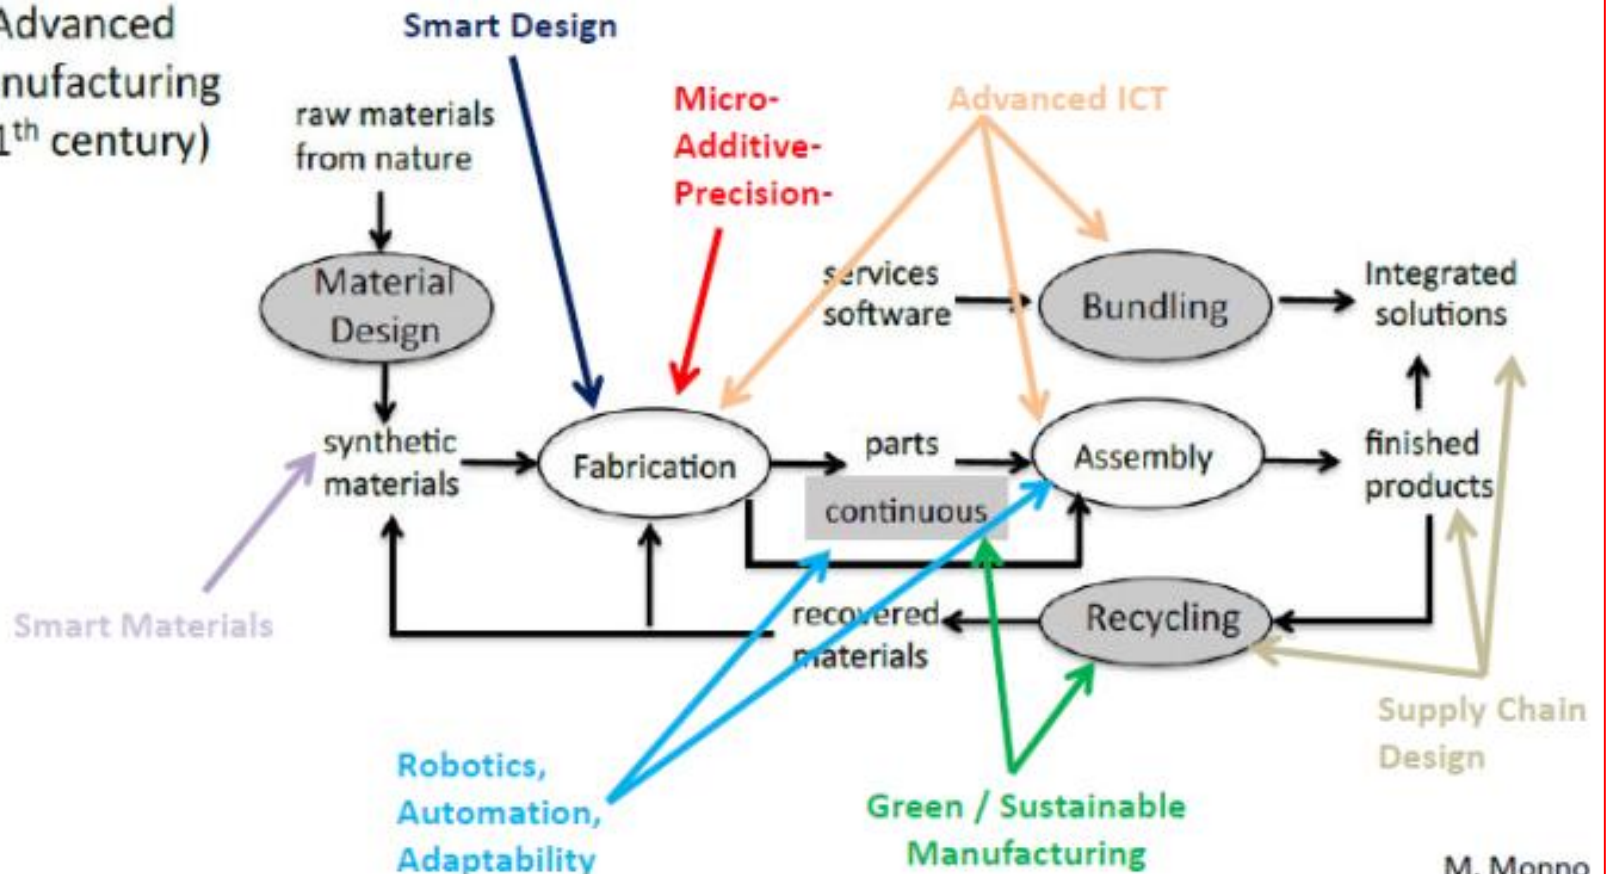 Advanced
nufacturing
1th century)
Smart Design
raw materials
from nature
Micro-
Additive-
Precision-
Advanced ICT
Material
Design
services
software
Bundling
Integrated
solutions
synthetic
materials
Fabrication
parts
continuous
Assembly
finished
products
Smart Materials
recovered
materials
Recycling
Supply Chain
Design
Robotics,
Automation,
Adaptability
Green / Sustainable
Manufacturing
M. Monno